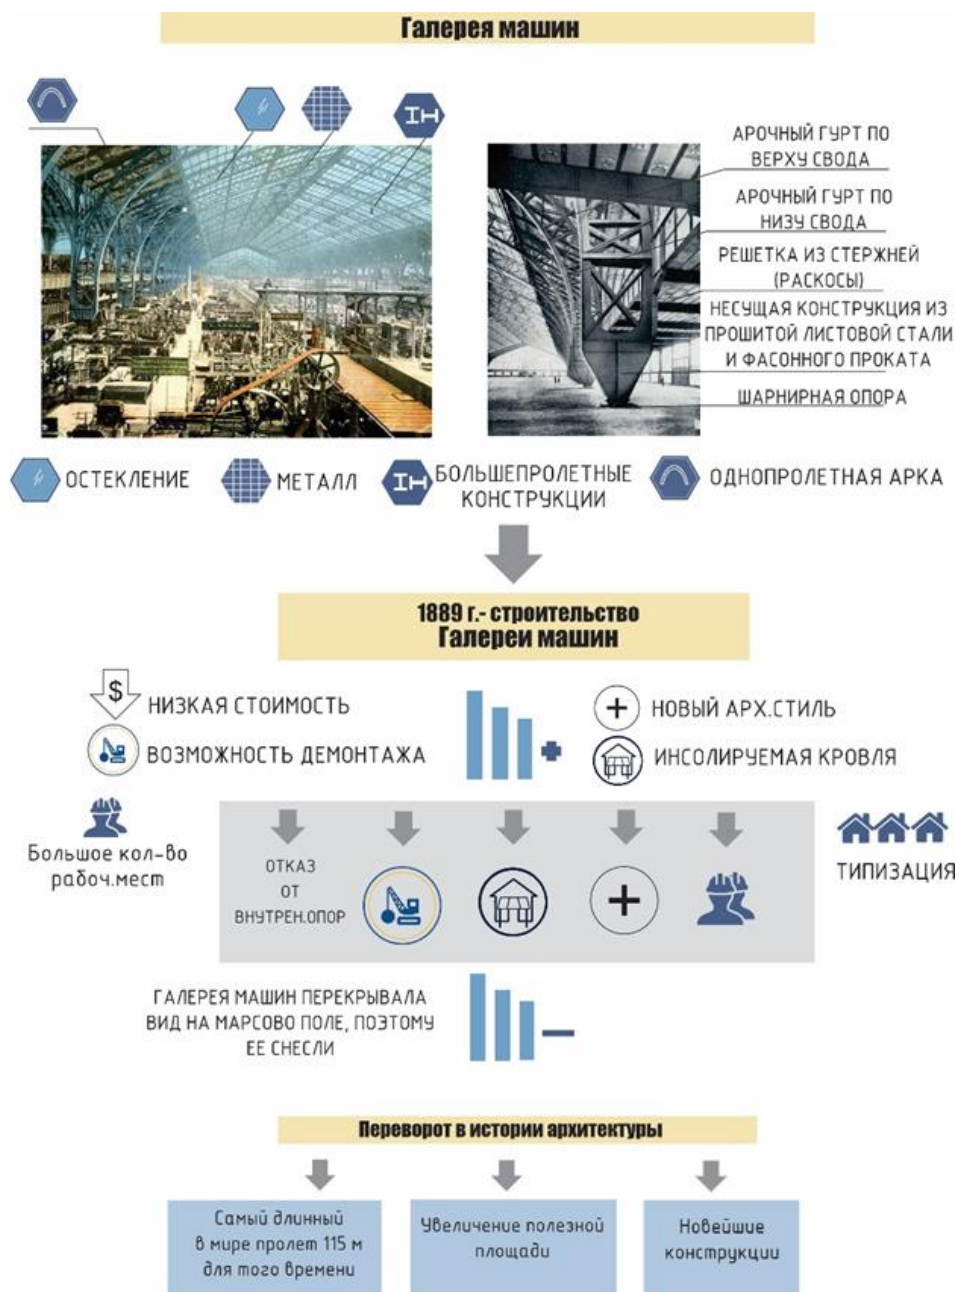 Галерея машин
АРОЧНЫЙ ГУРТ ПО
ВЕРХУ СВОДА
АРОЧНЫЙ ГУРТ ПО
НИЗУ СВОДА
РЕШЕТКА ИЗ СТЕРЖНЕЙ
(РАСКОСЫ)
НЕСУЩАЯ КОНСТРУКЦИЯ ИЗ
ПРОШИТОЙ ЛИСТОВОЙ СТАЛИ
И ФАСОННОГО ПРОКАТА
ШАРНИРНАЯ ОПОРА
ОСТЕКЛЕНИЕ
МЕТАЛЛ
БОЛЬШЕПРОЛЕТНЫЕ
КОНСТРУКЦИИ
ОДНОПРОЛЕТНАЯ АРКА
1889 г.- строительство
Галереи машин
$
НИЗКАЯ СТОИМОСТЬ
ВОЗМОЖНОСТЬ ДЕМОНТАЖА
НОВЫЙ АРХ.СТИЛЬ
ИНСОЛИРУЕМАЯ КРОВЛЯ
Большое кол-во
рабоч.мест
ОТКАЗ
ОТ
ВНУТРЕН.ОПОР
ТИПИЗАЦИЯ
ГАЛЕРЕЯ МАШИН ПЕРЕКРЫВАЛА
ВИД НА МАРСОВО ПОЛЕ, ПОЭТОМУ
ЕЕ СНЕСЛИ
Переворот в истории архитектуры
Самый длинный
в мире пролет 115 м
для того времени
Увеличение полезной
площади
Новейшие
конструкции